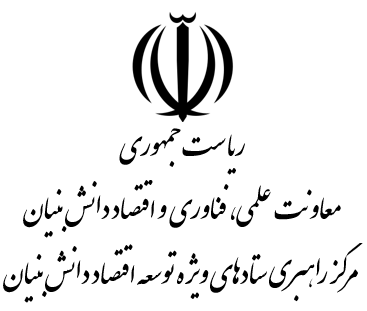 ریاست جمهوری
معاونت علمی، فناوری و اقتصاد دانش بنیان
مرکز راهبری ستادهای ویژه توسعه اقتصاد دانش بنیان